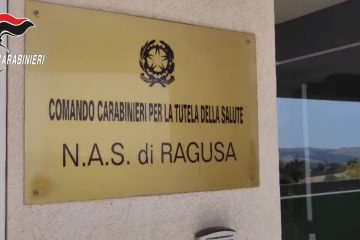 CARABINIERI
COMANDO CARABINIERI PER LA TUTELA DELLA SALUTE
N.A.S. di RAGUSA